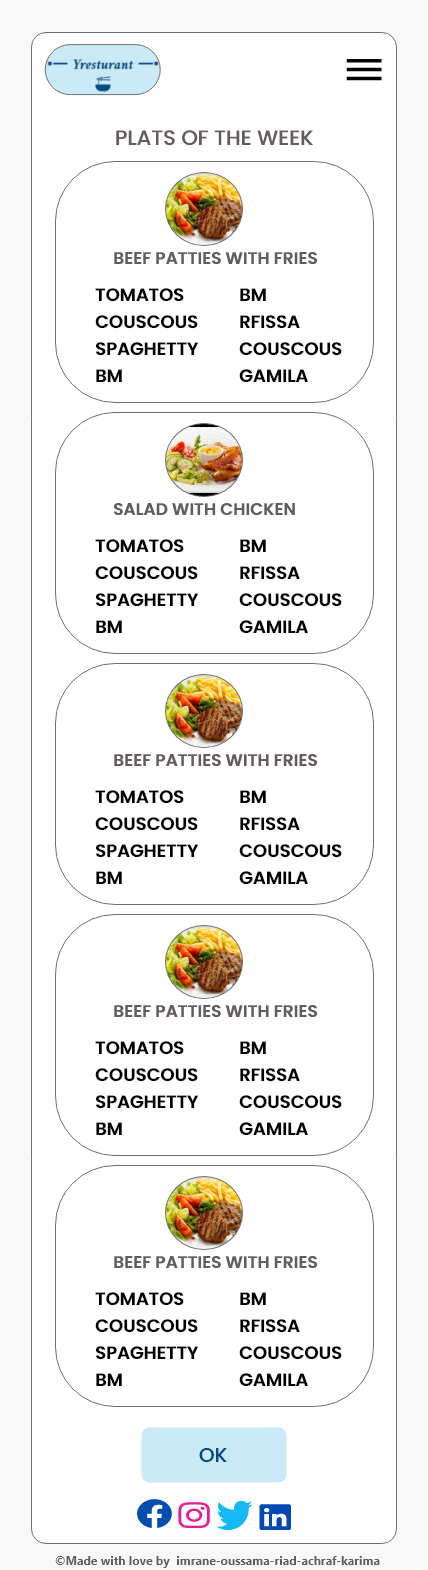 Yresturant
PLATS OF THE WEEK
BEEF PATTIES WITH FRIES
TOMATOS BM
COUSCOUS RFISSA
SPAGHETTY COUSCOUS
BM GAMILA
SALAD WITH CHICKEN
TOMATOS BM
COUSCOUS RFISSA
SPAGHETTY COUSCOUS
BM GAMILA
BEEF PATTIES WITH FRIES
TOMATOS BM
COUSCOUS RFISSA
SPAGHETTY COUSCOUS
BM GAMILA
BEEF PATTIES WITH FRIES
TOMATOS BM
COUSCOUS RFISSA
SPAGHETTY COUSCOUS
BM GAMILA
BEEF PATTIES WITH FRIES
TOMATOS BM
COUSCOUS RFISSA
SPAGHETTY COUSCOUS
BM GAMILA
OK
©Made with love by imrane-oussama-riad-achraf-karima